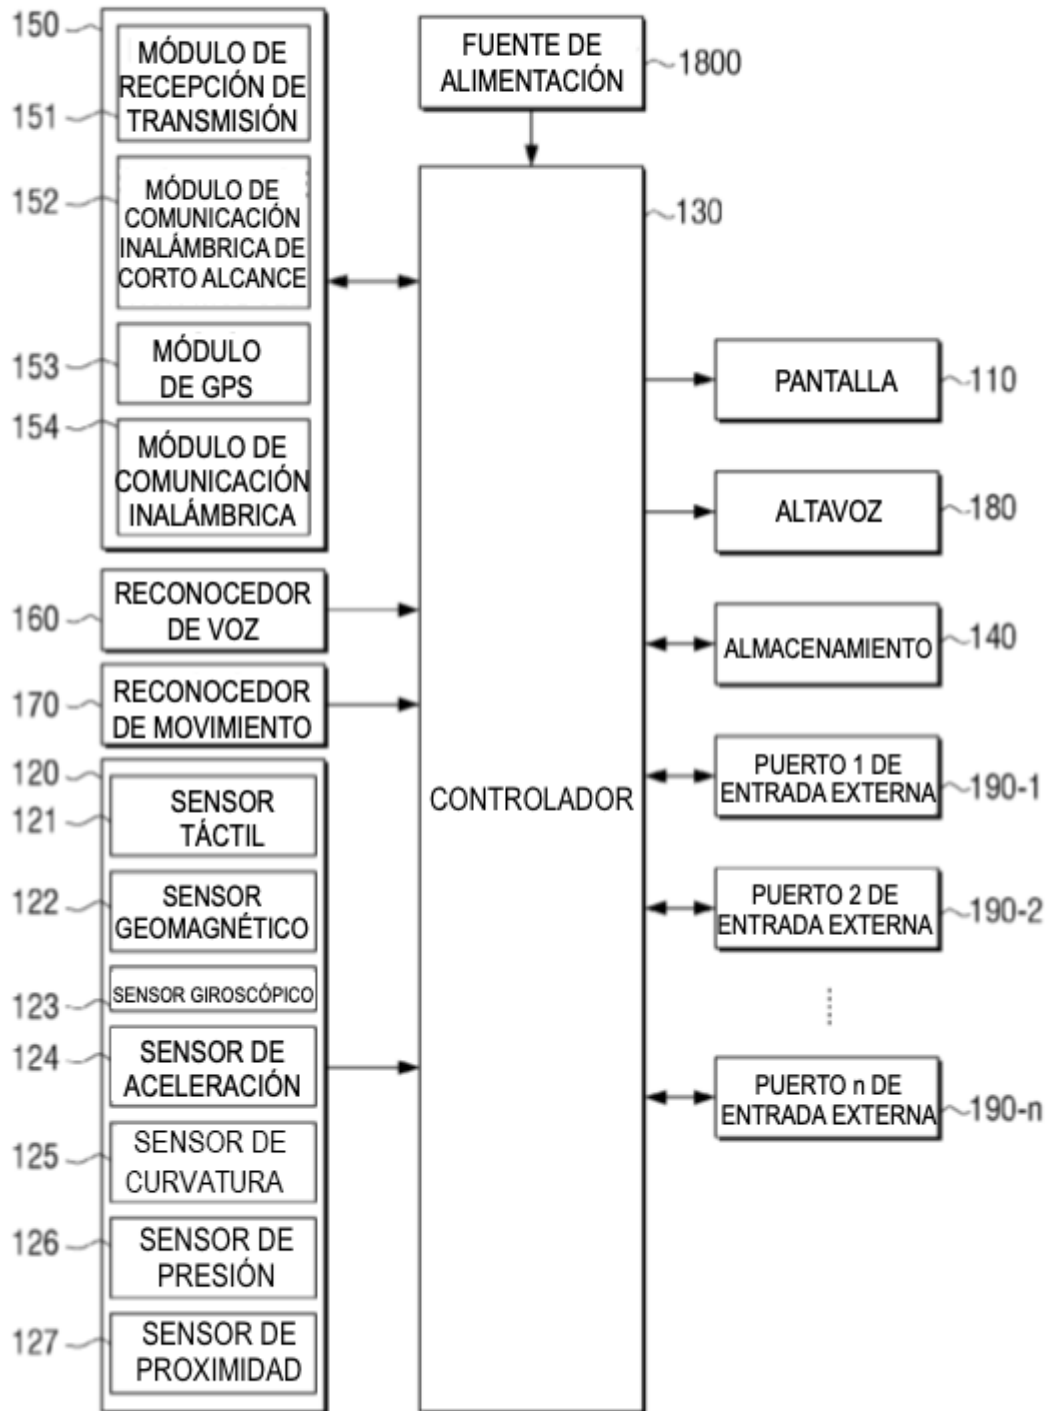 150
MÓDULO DE
RECEPCIÓN DE
TRANSMISIÓN
151
152
MÓDULO DE
COMUNICACIÓN
INALÁMBRICA DE
CORTO ALCANCE
153
MÓDULO
DE GPS
154
MÓDULO DE
COMUNICACIÓN
INALÁMBRICA
160
RECONOCEDOR
DE VOZ
170
RECONOCEDOR
DE MOVIMIENTO
120
121
SENSOR
TÁCTIL
122
SENSOR
GEOMAGNÉTICO
123
SENSOR GIROSCÓPICO
124
SENSOR DE
ACELERACIÓN
125
SENSOR DE
CURVATURA
126
SENSOR DE
PRESIÓN
127
SENSOR DE
PROXIMIDAD
FUENTE DE
ALIMENTACIÓN
1800
130
CONTROLADOR
PANTALLA
110
ALTAVOZ
180
ALMACENAMIENTO
140
PUERTO 1 DE
ENTRADA EXTERNA
190-1
PUERTO 2 DE
ENTRADA EXTERNA
190-2
PUERTO n DE
ENTRADA EXTERNA
190-n